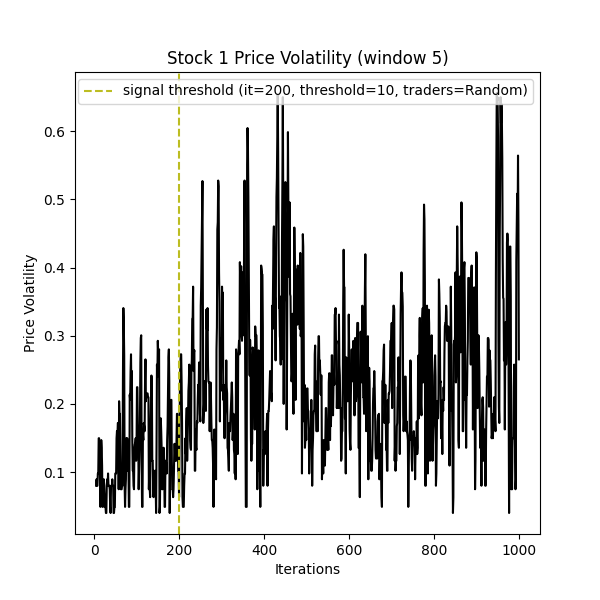 Stock 1 Price Volatility (window 5)
signal threshold (it=200, threshold=10, traders=Random)
0.6
0.5
0.4
0.3
0.2
0.1
Price Volatility
0 200 400 600 800 1000
Iterations